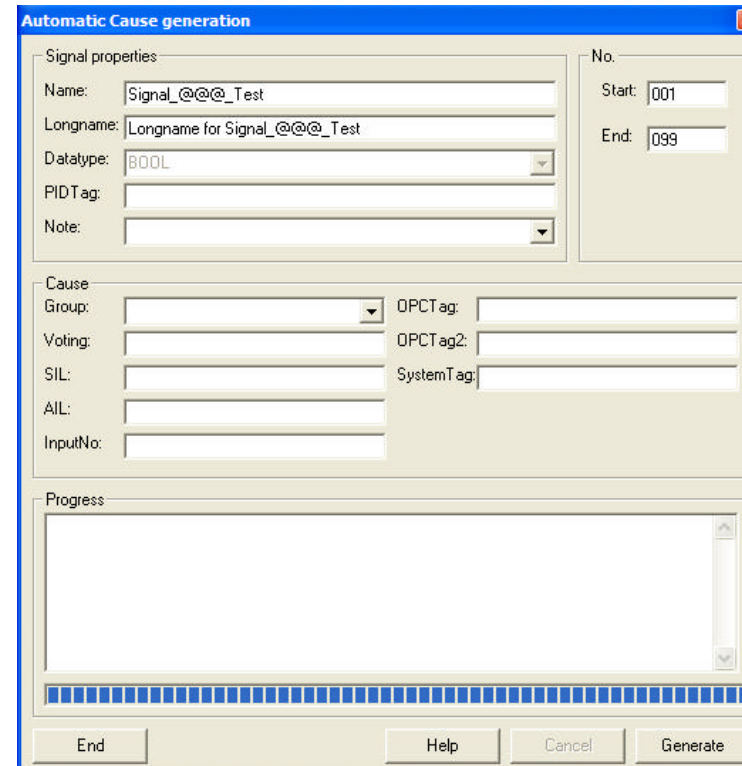 Automatic Cause generation
Signal properties
Name: Signal_@@@_Test
Longname: Longname for Signal_@@@_Test
Datatype: BOOL
PIDTag:
Note:
No.
Start: 001
End: 099
Cause
Group:
Voting:
SIL:
AIL:
InputNo:
OPCTag:
OPCTag2:
SystemTag:
Progress
End Help Cancel Generate